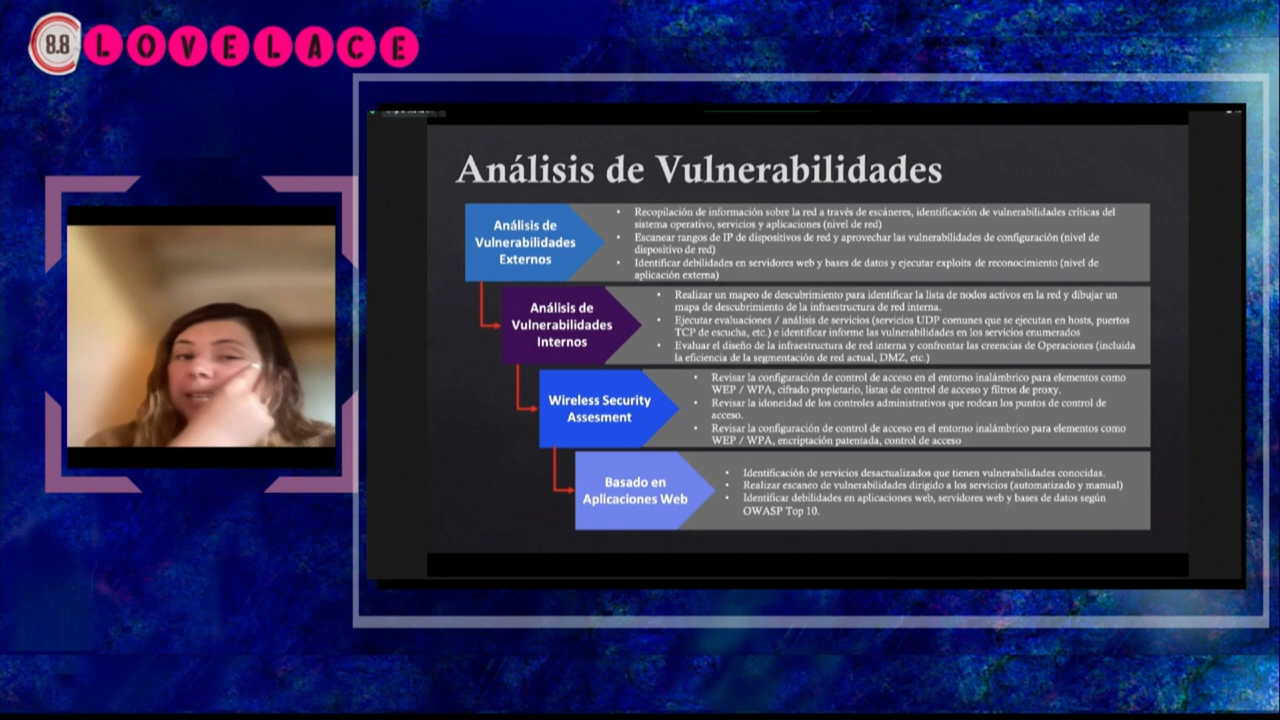 8.8 LOVELACE
Análisis de Vulnerabilidades
Análisis de
Vulnerabilidades
Externos
• Recopilación de información sobre la red a través de escáneres, identificación de vulnerabilidades críticas del
sistema operativo, servicios y aplicaciones (nivel de red)
• Escanear rangos de IP de dispositivos de red y aprovechar las vulnerabilidades de configuración (nivel de
dispositivo de red)
• Identificar debilidades en servidores web y bases de datos y ejecutar exploits de reconocimiento (nivel de
aplicación externa)
Análisis de
Vulnerabilidades
Internos
• Realizar un mapeo de descubrimiento para identificar la lista de nodos activos en la red y dibujar un
mapa de descubrimiento de la infraestructura de red interna.
• Ejecutar evaluaciones / análisis de servicios (servicios UDP comunes que se ejecutan en hosts, puertos
TCP de escucha, etc.) e identificar informe las vulnerabilidades en los servicios enumerados
• Evaluar el diseño de la infraestructura de red interna y confrontar las creencias de Operaciones (incluida
la eficiencia de la segmentación de red actual, DMZ, etc.)
Wireless Security
Assesment
• Revisar la configuración de control de acceso en el entorno inalámbrico para elementos como
WEP / WPA, cifrado propietario, listas de control de acceso y filtros de proxy.
• Revisar la idoneidad de los controles administrativos que rodean los puntos de control de
acceso.
• Revisar la configuración de control de acceso en el entorno inalámbrico para elementos como
WEP / WPA, encriptación patentada, control de acceso
Basado en
Aplicaciones Web
• Identificación de servicios desactualizados que tienen vulnerabilidades conocidas.
• Realizar escaneo de vulnerabilidades dirigido a los servicios (automatizado y manual)
• Identificar debilidades en aplicaciones web, servidores web y bases de datos según
OWASP Top 10.